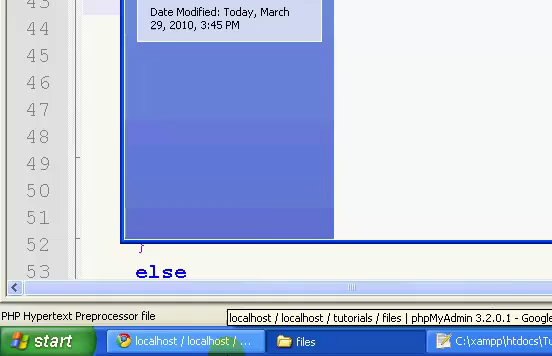 43
Date Modified: Today, March
29, 2010, 3:45 PM
44
45
46
47
48
49
50
51
52 }
53 else
PHP Hypertext Preprocessor file
localhost / localhost / tutorials / files | phpMyAdmin 3.2.0.1 - Google
start
localhost / localhost / ...
files
C:\xampp\htdocs\Tu